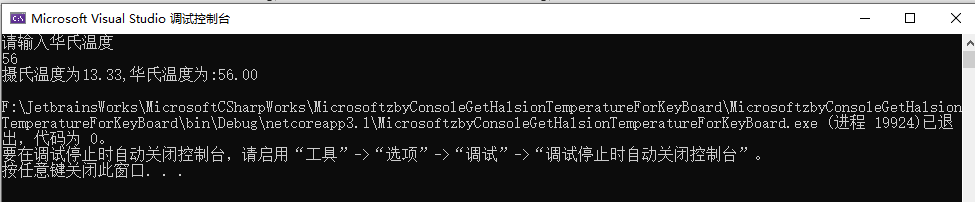 Microsoft Visual Studio 调试控制台
请输入华氏温度
56
摄氏温度为13.33,华氏温度为:56.00
F:\JetbrainsWorks\MicrosoftCSharpWorks\MicrosoftzbyConsoleGetHalsionTemperatureForKeyBoard\MicrosoftzbyConsoleGetHalsion
TemperatureForKeyBoard\bin\Debug\netcoreapp3.1\MicrosoftzbyConsoleGetHalsionTemperatureForKeyBoard.exe (进程 19924)已退
出，代码为 0。
要在调试停止时自动关闭控制台，请启用“工具”->“选项”->“调试”->“调试停止时自动关闭控制台”。
按任意键关闭此窗口. . .